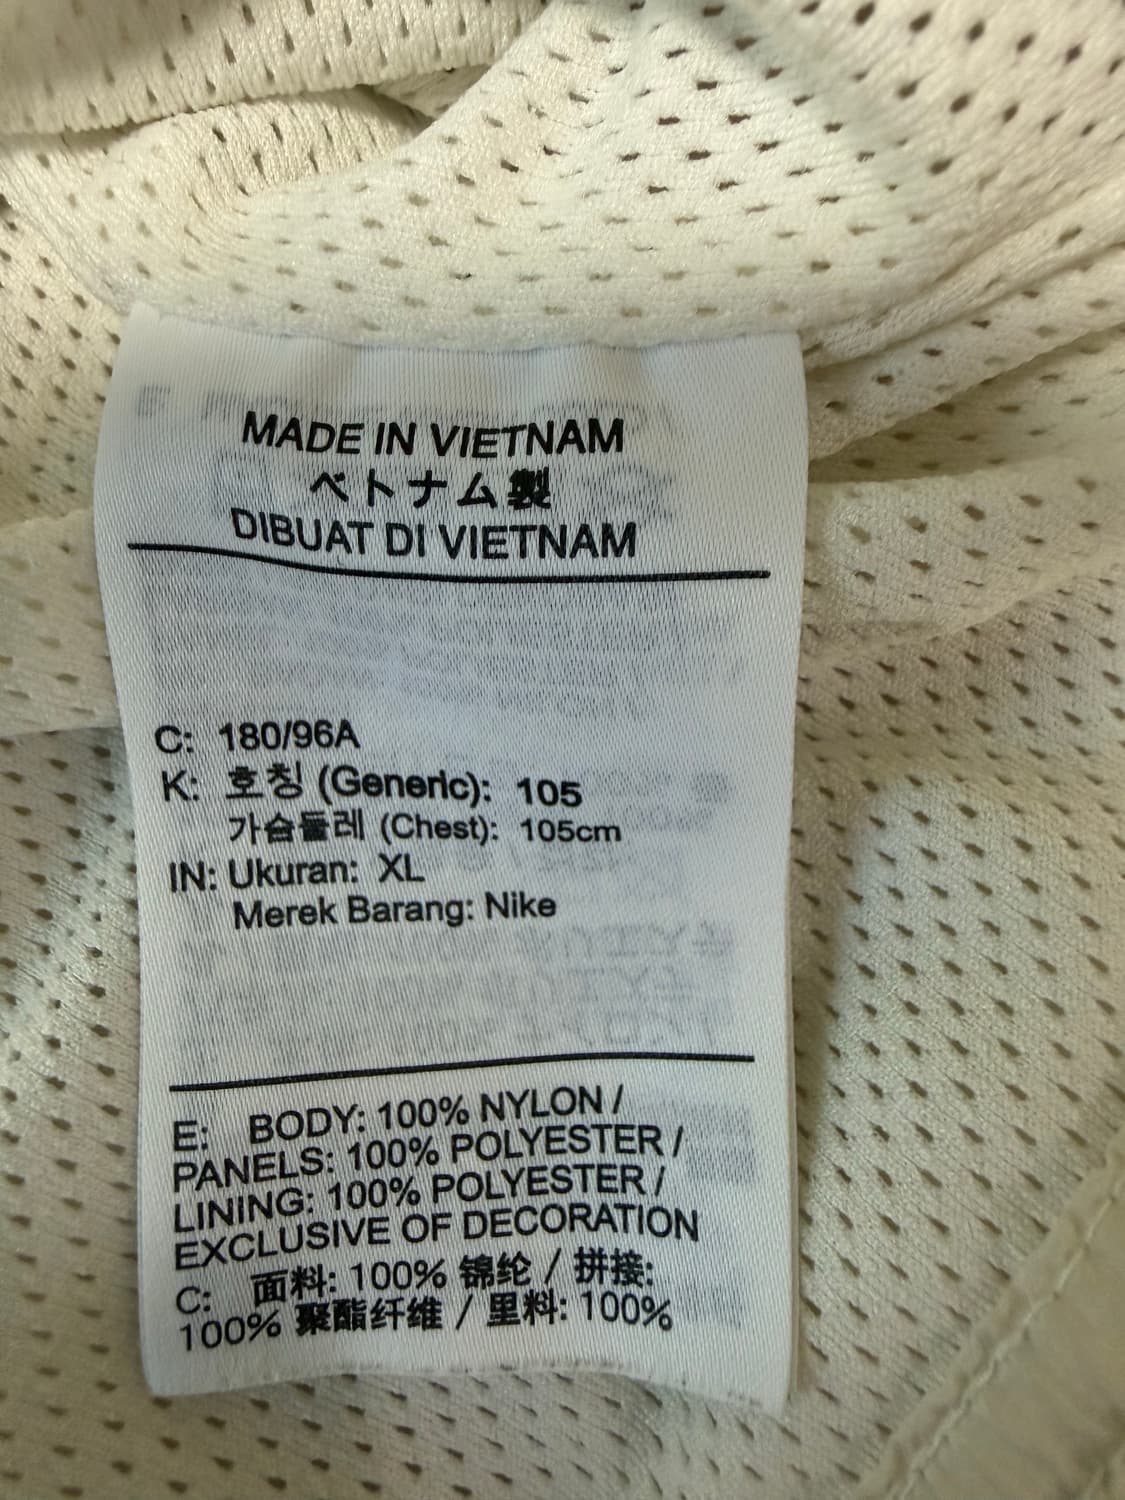 MADE IN VIETNAM
ベトナム製
DIBUAT DI VIETNAM
C: 180/96A
K: 호칭 (Generic): 105
가슴둘레 (Chest): 105cm
IN: Ukuran: XL
Merek Barang: Nike
E: BODY: 100% NYLON /
PANELS: 100% POLYESTER /
LINING: 100% POLYESTER /
EXCLUSIVE OF DECORATION
C: 面料: 100% 锦纶 / 拼接:
100% 聚酯纤维 / 里料: 100%